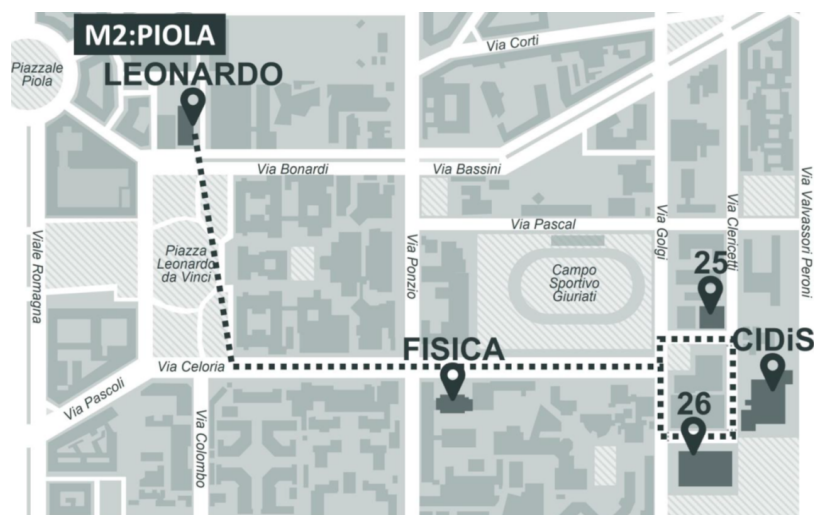 M2:PIOLA
LEONARDO
Piazzale
Piola
Via Corti
Via Bonardi
Via Bassini
Via Pascal
Viale Romagna
Piazza
Leonardo
da Vinci
Via Ponzio
Campo
Sportivo
Giuriati
Via Golgi
Via Clericetti
Via Valvassori Peroni
25
FISICA
CIDiS
Via Celoria
Via Pascoli
Via Colombo
26